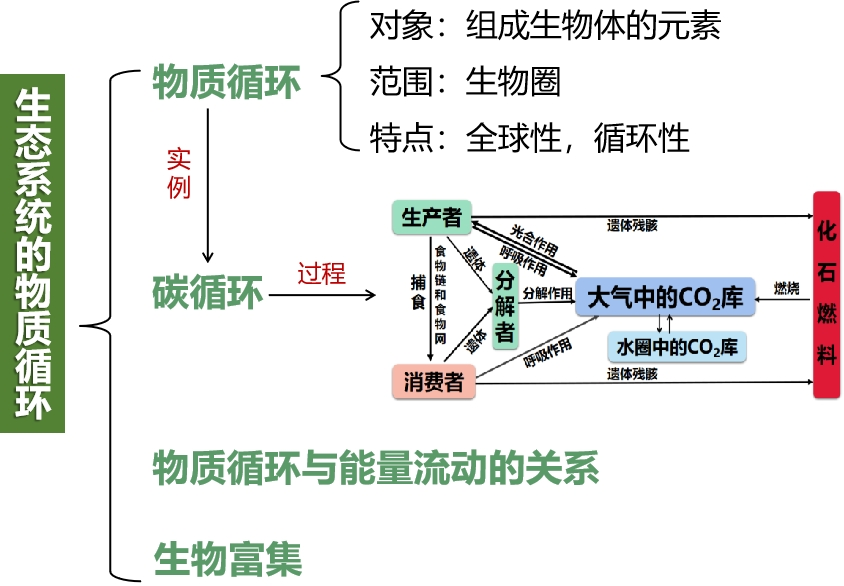 生态系统的物质循环
物质循环
对象：组成生物体的元素
范围：生物圈
特点：全球性，循环性
实例
碳循环
过程
生产者
遗体残骸
化石燃料
光合作用
呼吸作用
捕食
食物链和食物网
遗体
分解者
分解作用
大气中的CO₂库
燃烧
水圈中的CO₂库
遗体
呼吸作用
消费者
遗体残骸
物质循环与能量流动的关系
生物富集